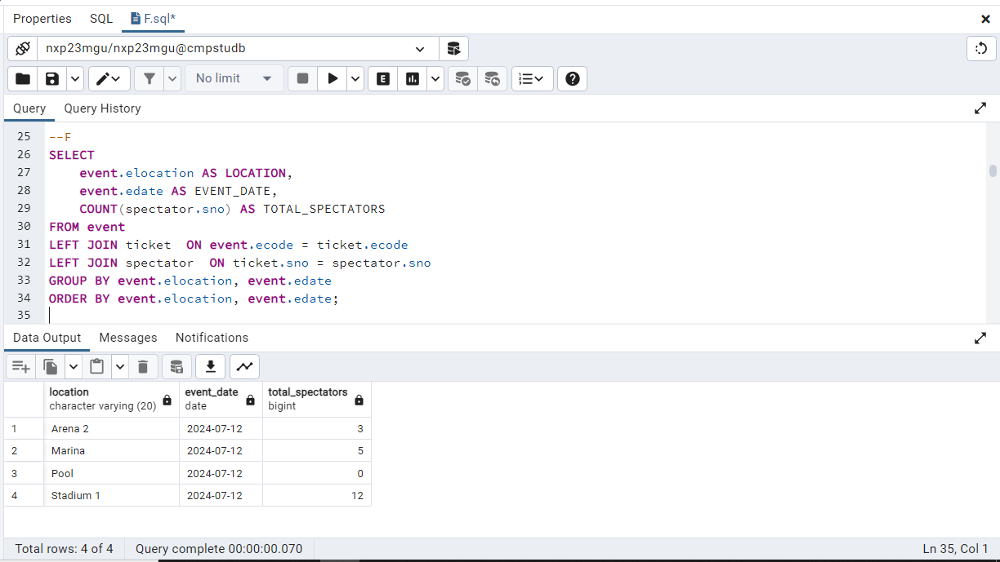 Properties SQL F.sql*
nxp23mgu/nxp23mgu@cmpstudb
No limit E
Query Query History
25 --F
26 SELECT
27 event.elocation AS LOCATION,
28 event.edate AS EVENT_DATE,
29 COUNT(spectator.sno) AS TOTAL_SPECTATORS
30 FROM event
31 LEFT JOIN ticket  ON event.ecode = ticket.ecode
32 LEFT JOIN spectator  ON ticket.sno = spectator.sno
33 GROUP BY event.elocation, event.edate
34 ORDER BY event.elocation, event.edate;
35
Data Output Messages Notifications
location event_date total_spectators
character varying (20) date bigint
1 Arena 2 2024-07-12 3
2 Marina 2024-07-12 5
3 Pool 2024-07-12 0
4 Stadium 1 2024-07-12 12
Total rows: 4 of 4 Query complete 00:00:00.070 Ln 35, Col 1